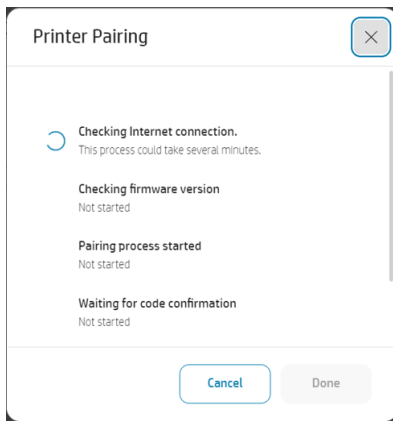 Printer Pairing
Checking Internet connection.
This process could take several minutes.
Checking firmware version
Not started
Pairing process started
Not started
Waiting for code confirmation
Not started
Cancel
Done